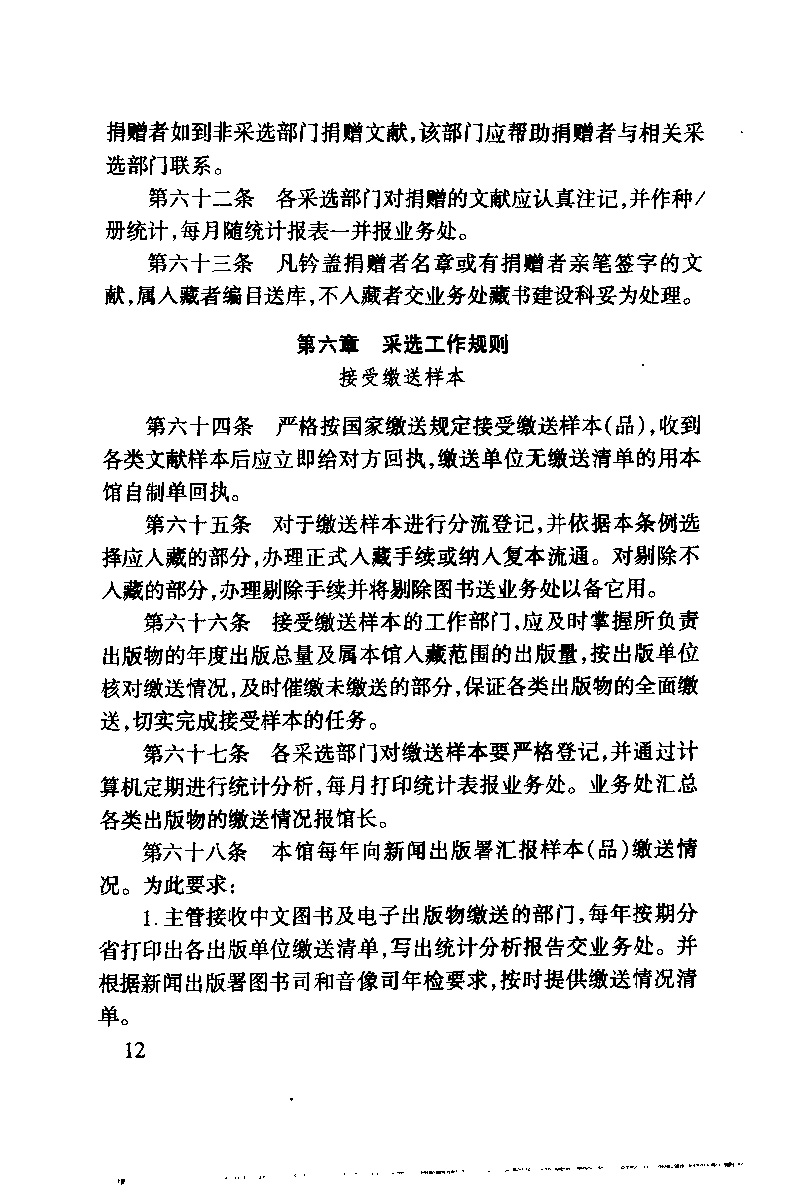 捐赠者如到非采选部门捐赠文献,该部门应帮助捐赠者与相关采
选部门联系。
第六十二条　各采选部门对捐赠的文献应认真注记,并作种/
册统计,每月随统计报表一并报业务处。
第六十三条　凡钤盖捐赠者名章或有捐赠者亲笔签字的文
献,属入藏者编目送库,不入藏者交业务处藏书建设科妥为处理。
第六章　采选工作规则
接受缴送样本
第六十四条　严格按国家缴送规定接受缴送样本(品),收到
各类文献样本后应立即给对方回执,缴送单位无缴送清单的用本
馆自制单回执。
第六十五条　对于缴送样本进行分流登记,并依据本条例选
择应入藏的部分,办理正式入藏手续或纳入复本流通。对剔除不
入藏的部分,办理剔除手续并将剔除图书送业务处以备它用。
第六十六条　接受缴送样本的工作部门,应及时掌握所负责
出版物的年度出版总量及属本馆入藏范围的出版量,按出版单位
核对缴送情况,及时催缴未缴送的部分,保证各类出版物的全面缴
送,切实完成接受样本的任务。
第六十七条　各采选部门对缴送样本要严格登记,并通过计
算机定期进行统计分析,每月打印统计表报业务处。业务处汇总
各类出版物的缴送情况报馆长。
第六十八条　本馆每年向新闻出版署汇报样本(品)缴送情
况。为此要求:
1.主管接收中文图书及电子出版物缴送的部门,每年按期分
省打印出各出版单位缴送清单,写出统计分析报告交业务处。并
根据新闻出版署图书司和音像司年检要求,按时提供缴送情况清
单。
12